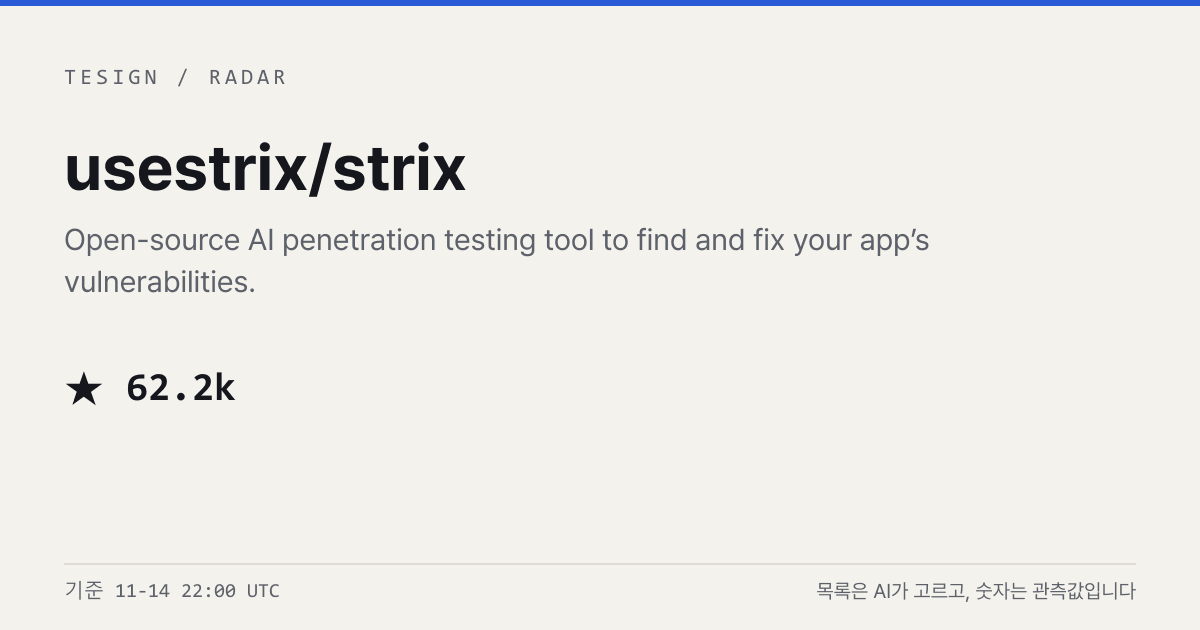 TESIGN / RADAR
usestrix/strix
Open-source AI penetration testing tool to find and fix your app’s
vulnerabilities.
★ 62.2k
기준 11-14 22:00 UTC
목록은 AI가 고르고, 숫자는 관측값입니다